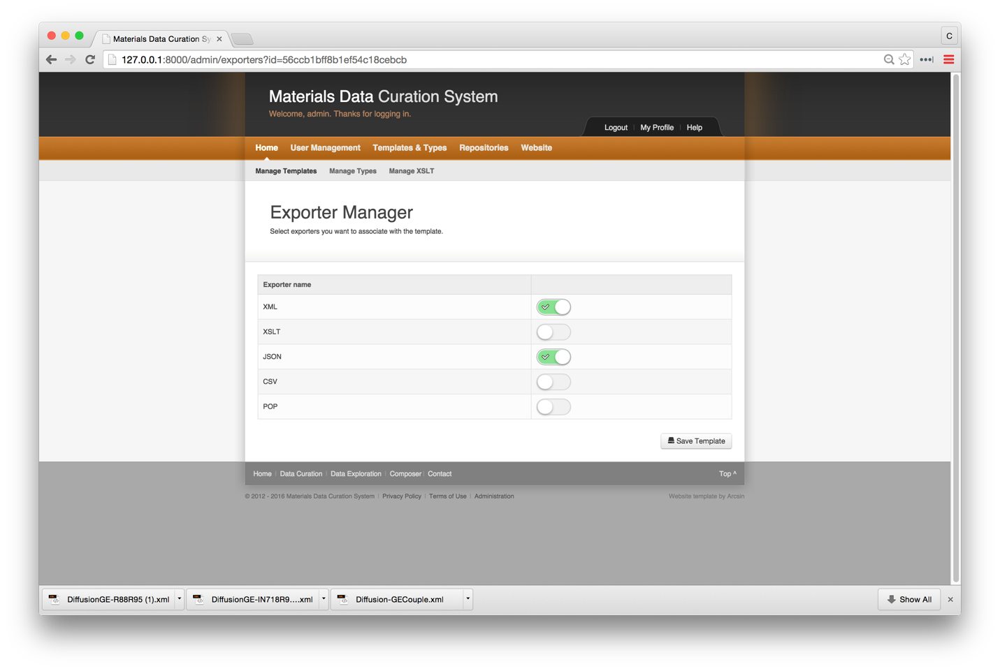 Materials Data Curation Sy
C
127.0.0.1:8000/admin/exporters?id=56ccb1bff8b1ef54c18cebcb
Materials Data Curation System
Welcome, admin. Thanks for logging in.
Logout | My Profile | Help
Home User Management Templates & Types Repositories Website
Manage Templates Manage Types Manage XSLT
Exporter Manager
Select exporters you want to associate with the template.
Exporter name
XML
XSLT
JSON
CSV
POP
Save Template
Home | Data Curation | Data Exploration | Composer | Contact Top ^
© 2012 - 2016 Materials Data Curation System | Privacy Policy | Terms of Use | Administration Website template by Arcsin
DiffusionGE-R88R95 (1).xml DiffusionGE-IN718R9....xml Diffusion-GECouple.xml Show All